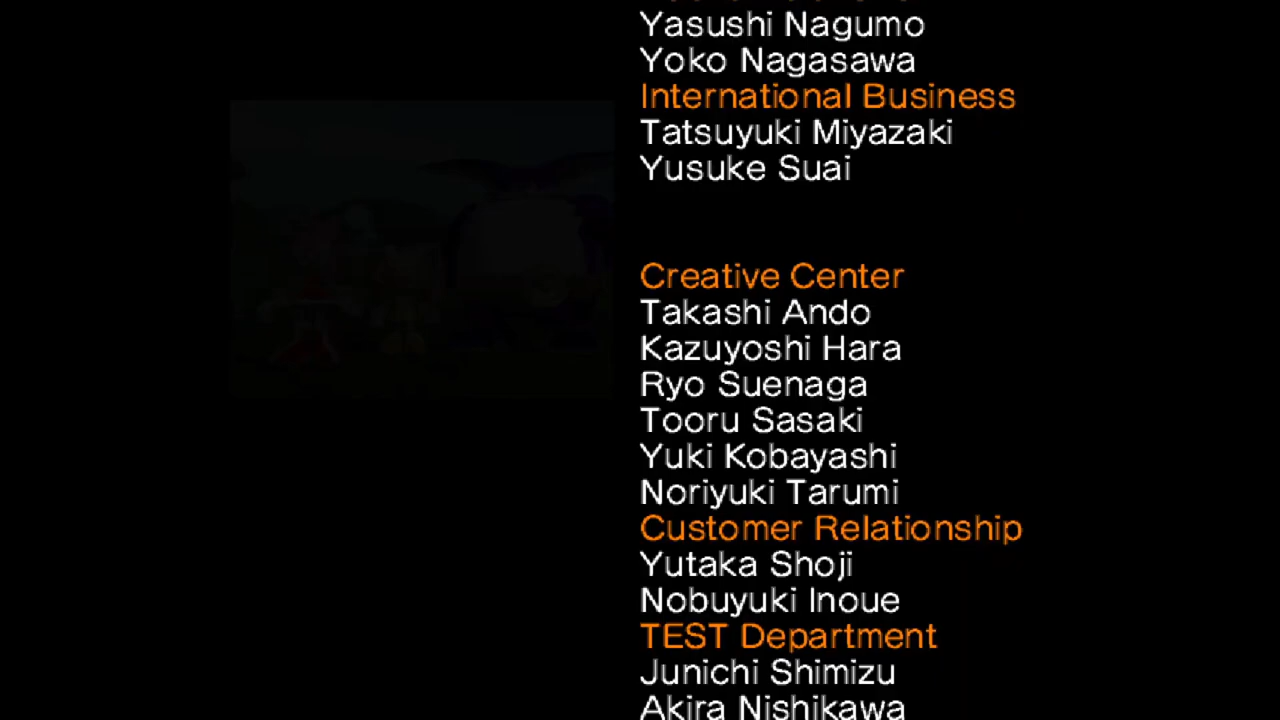 Yasushi Nagumo
Yoko Nagasawa
International Business
Tatsuyuki Miyazaki
Yusuke Suai
Creative Center
Takashi Ando
Kazuyoshi Hara
Ryo Suenaga
Tooru Sasaki
Yuki Kobayashi
Noriyuki Tarumi
Customer Relationship
Yutaka Shoji
Nobuyuki Inoue
TEST Department
Junichi Shimizu
Akira Nishikawa